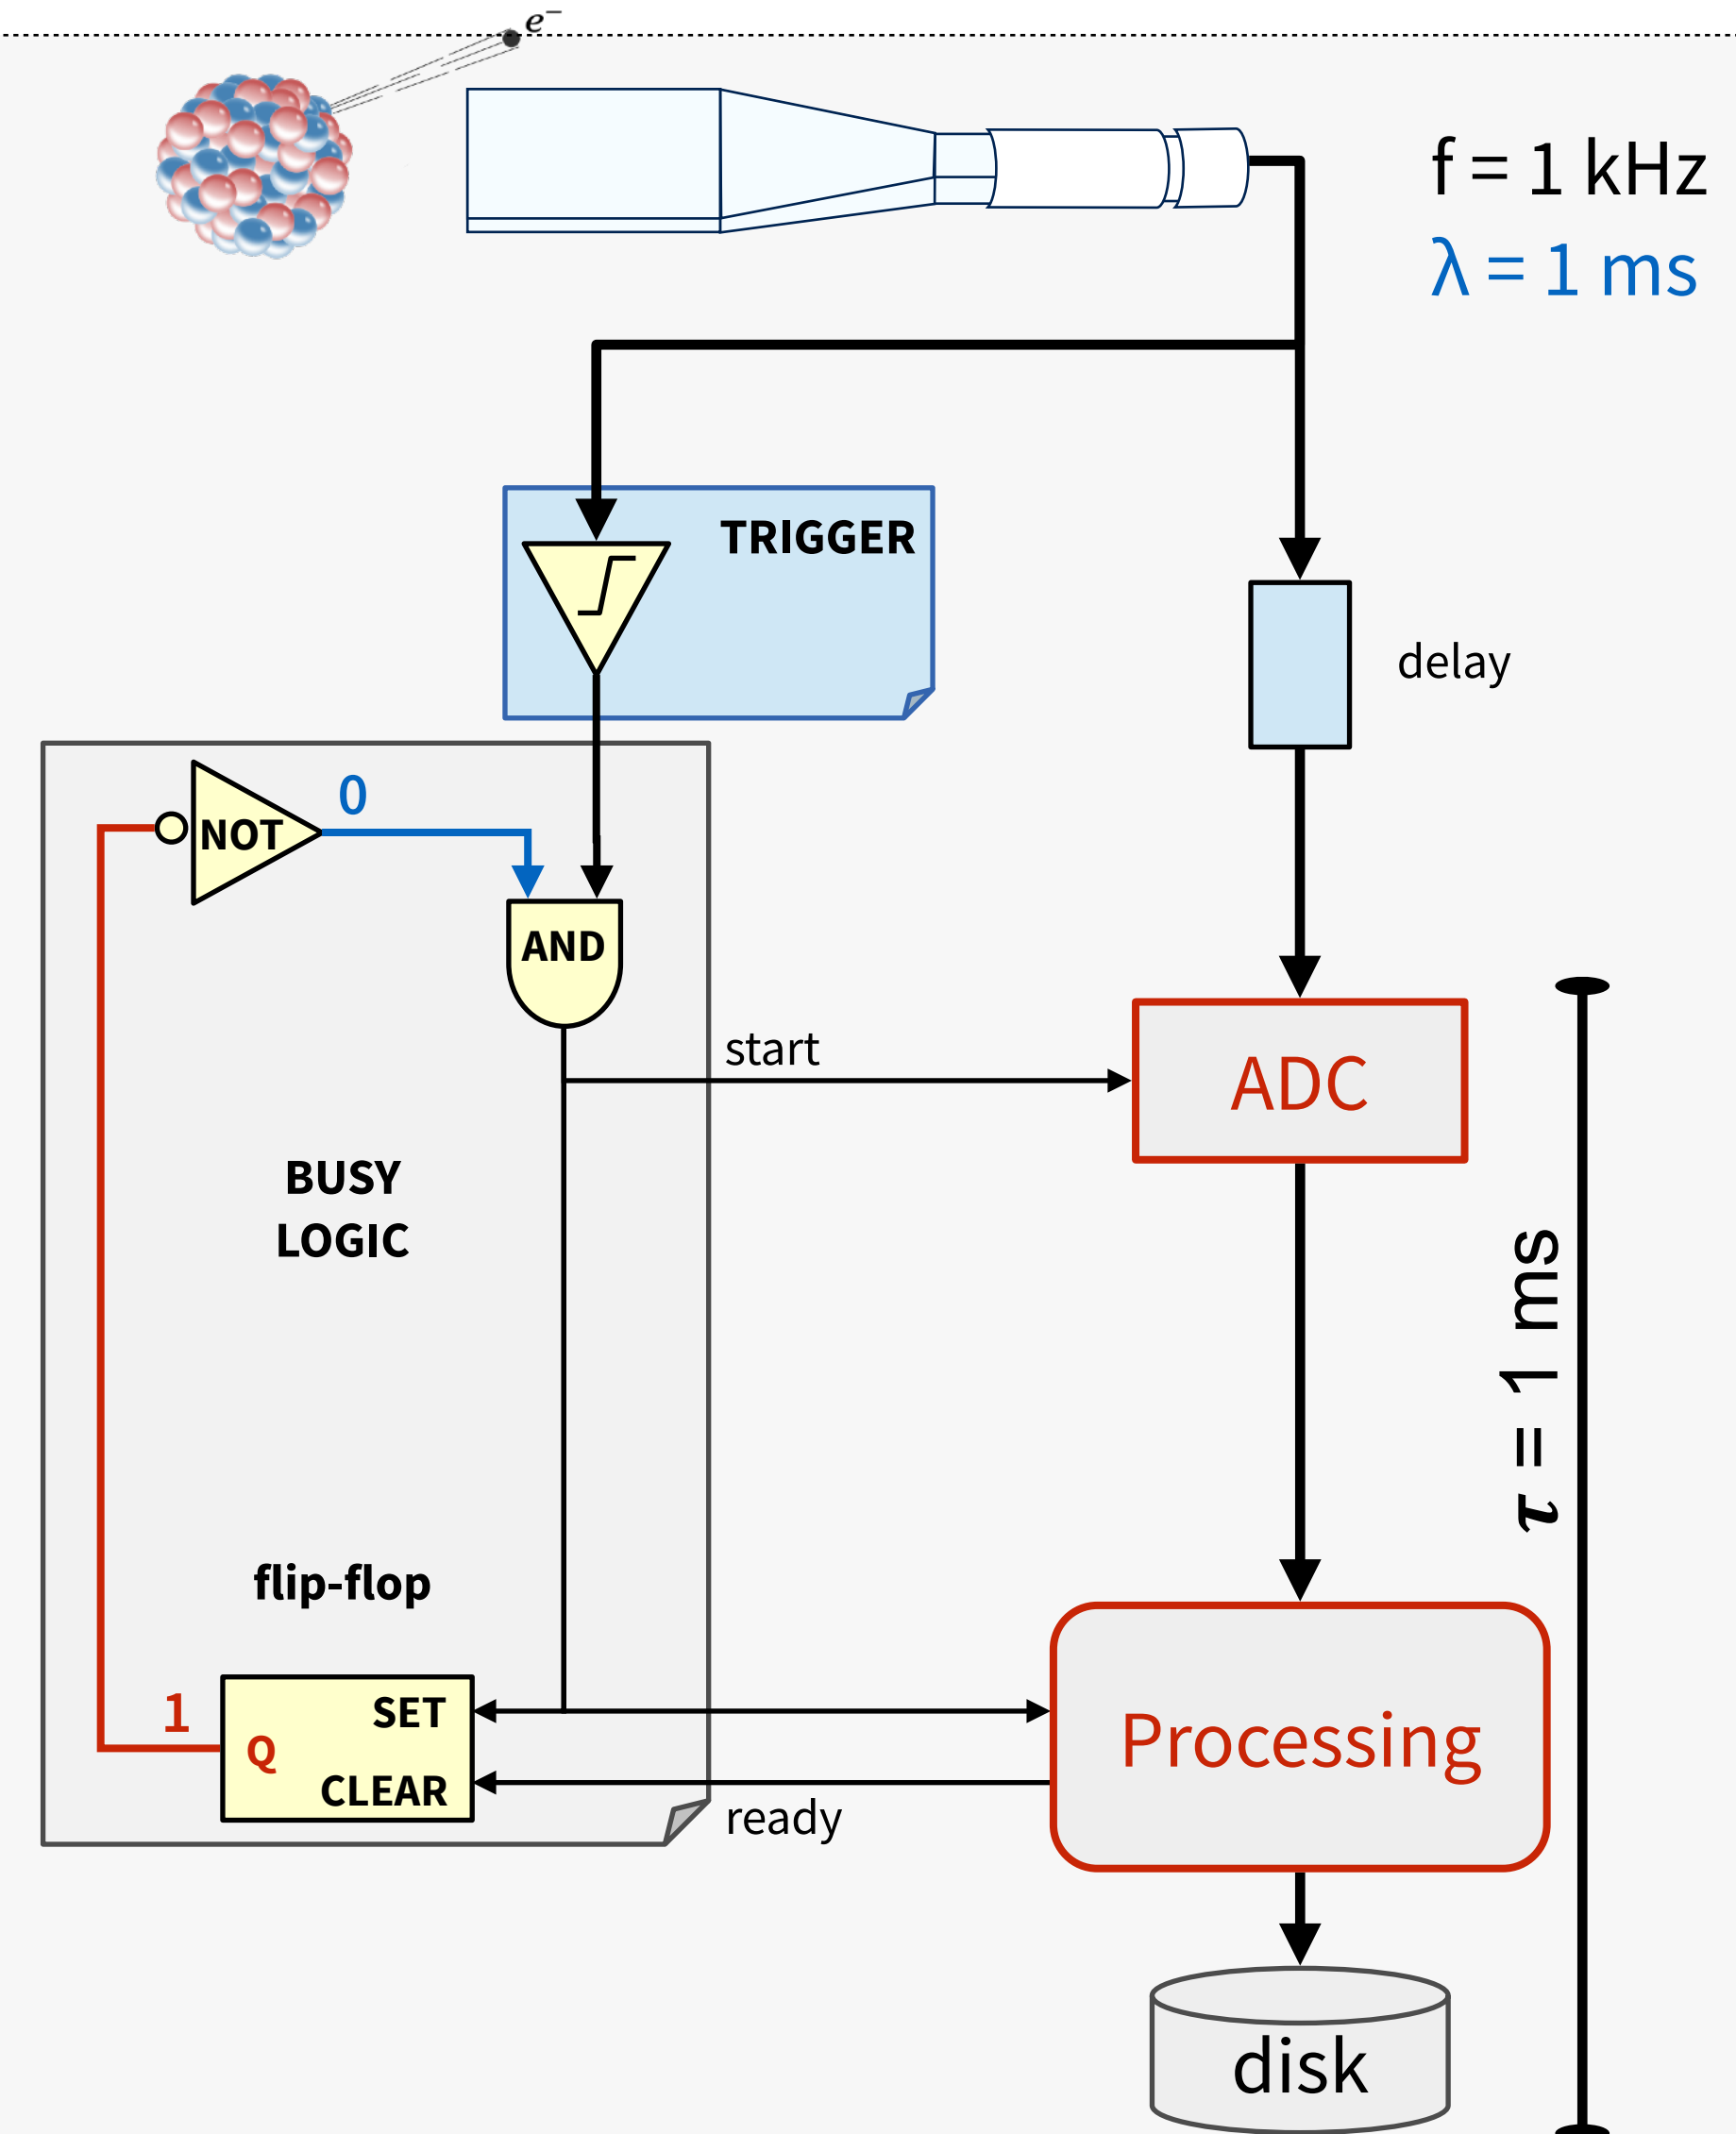 e−
f = 1 kHz
λ = 1 ms
TRIGGER
delay
NOT
0
AND
start
ADC
BUSY
LOGIC
τ = 1 ms
flip-flop
1
Q
SET
CLEAR
ready
Processing
disk